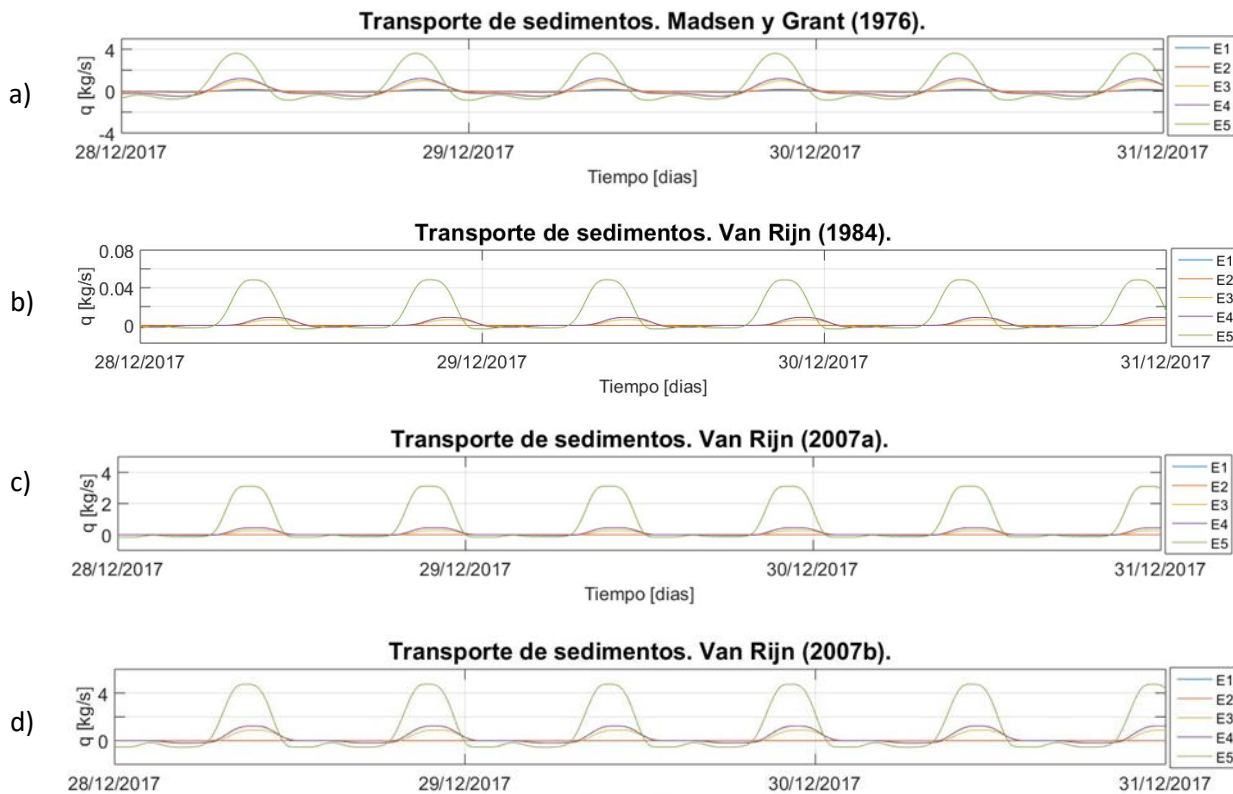 Transporte de sedimentos. Madsen y Grant (1976).
a)
q [kg/s]
4
0
-4
28/12/2017
29/12/2017
30/12/2017
31/12/2017
Tiempo [dias]
E1
E2
E3
E4
E5
Transporte de sedimentos. Van Rijn (1984).
b)
q [kg/s]
0.08
0.04
0
28/12/2017
29/12/2017
30/12/2017
31/12/2017
Tiempo [dias]
E1
E2
E3
E4
E5
Transporte de sedimentos. Van Rijn (2007a).
c)
q [kg/s]
4
2
0
28/12/2017
29/12/2017
30/12/2017
31/12/2017
Tiempo [dias]
E1
E2
E3
E4
E5
Transporte de sedimentos. Van Rijn (2007b).
d)
q [kg/s]
4
0
28/12/2017
29/12/2017
30/12/2017
31/12/2017
E1
E2
E3
E4
E5